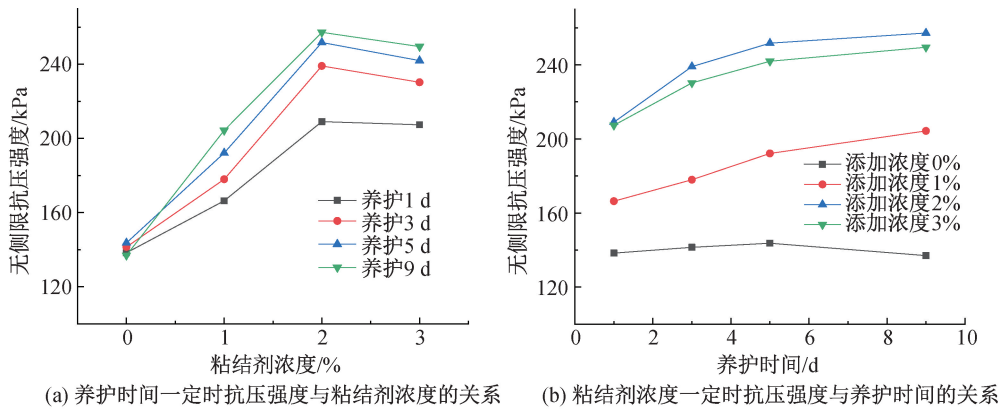 无侧限抗压强度/kPa
240
200
160
120
养护1 d
养护3 d
养护5 d
养护9 d
0 1 2 3
粘结剂浓度/%
(a) 养护时间一定时抗压强度与粘结剂浓度的关系
无侧限抗压强度/kPa
240
200
160
120
添加浓度0%
添加浓度1%
添加浓度2%
添加浓度3%
0 2 4 6 8 10
养护时间/d
(b) 粘结剂浓度一定时抗压强度与养护时间的关系